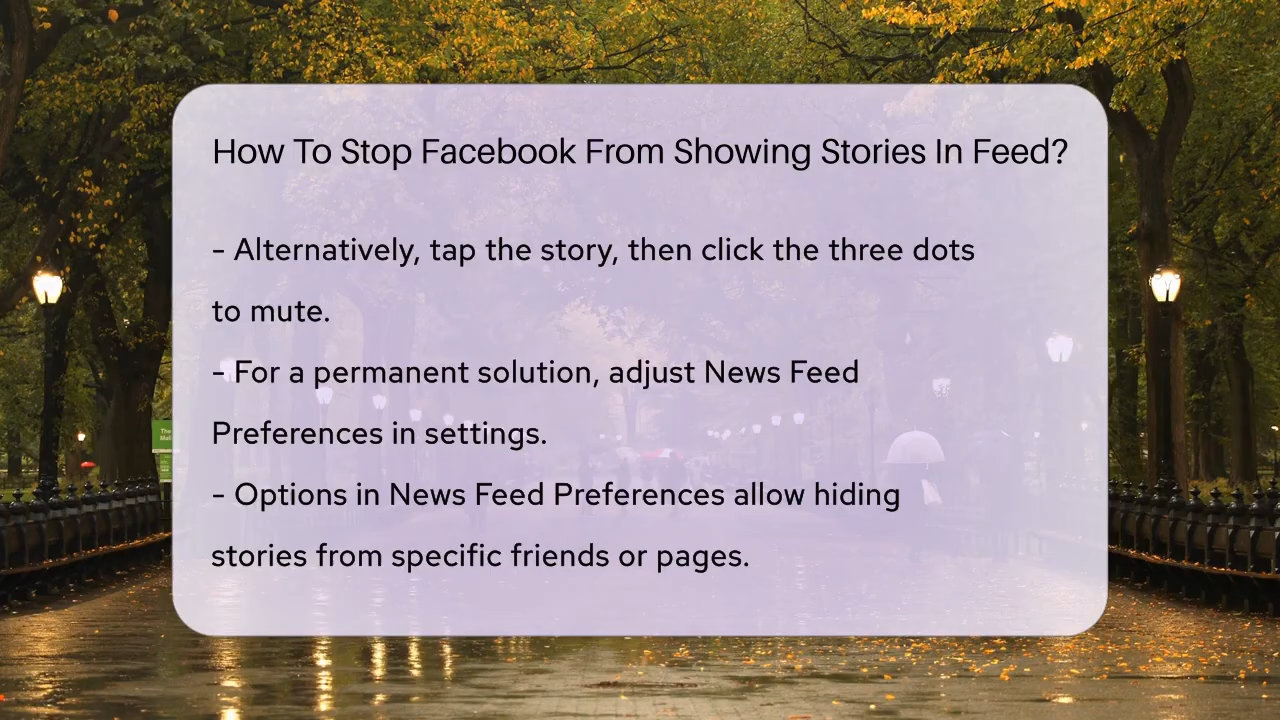 How To Stop Facebook From Showing Stories In Feed?
- Alternatively, tap the story, then click the three dots
to mute.
- For a permanent solution, adjust News Feed
Preferences in settings.
- Options in News Feed Preferences allow hiding
stories from specific friends or pages.
The